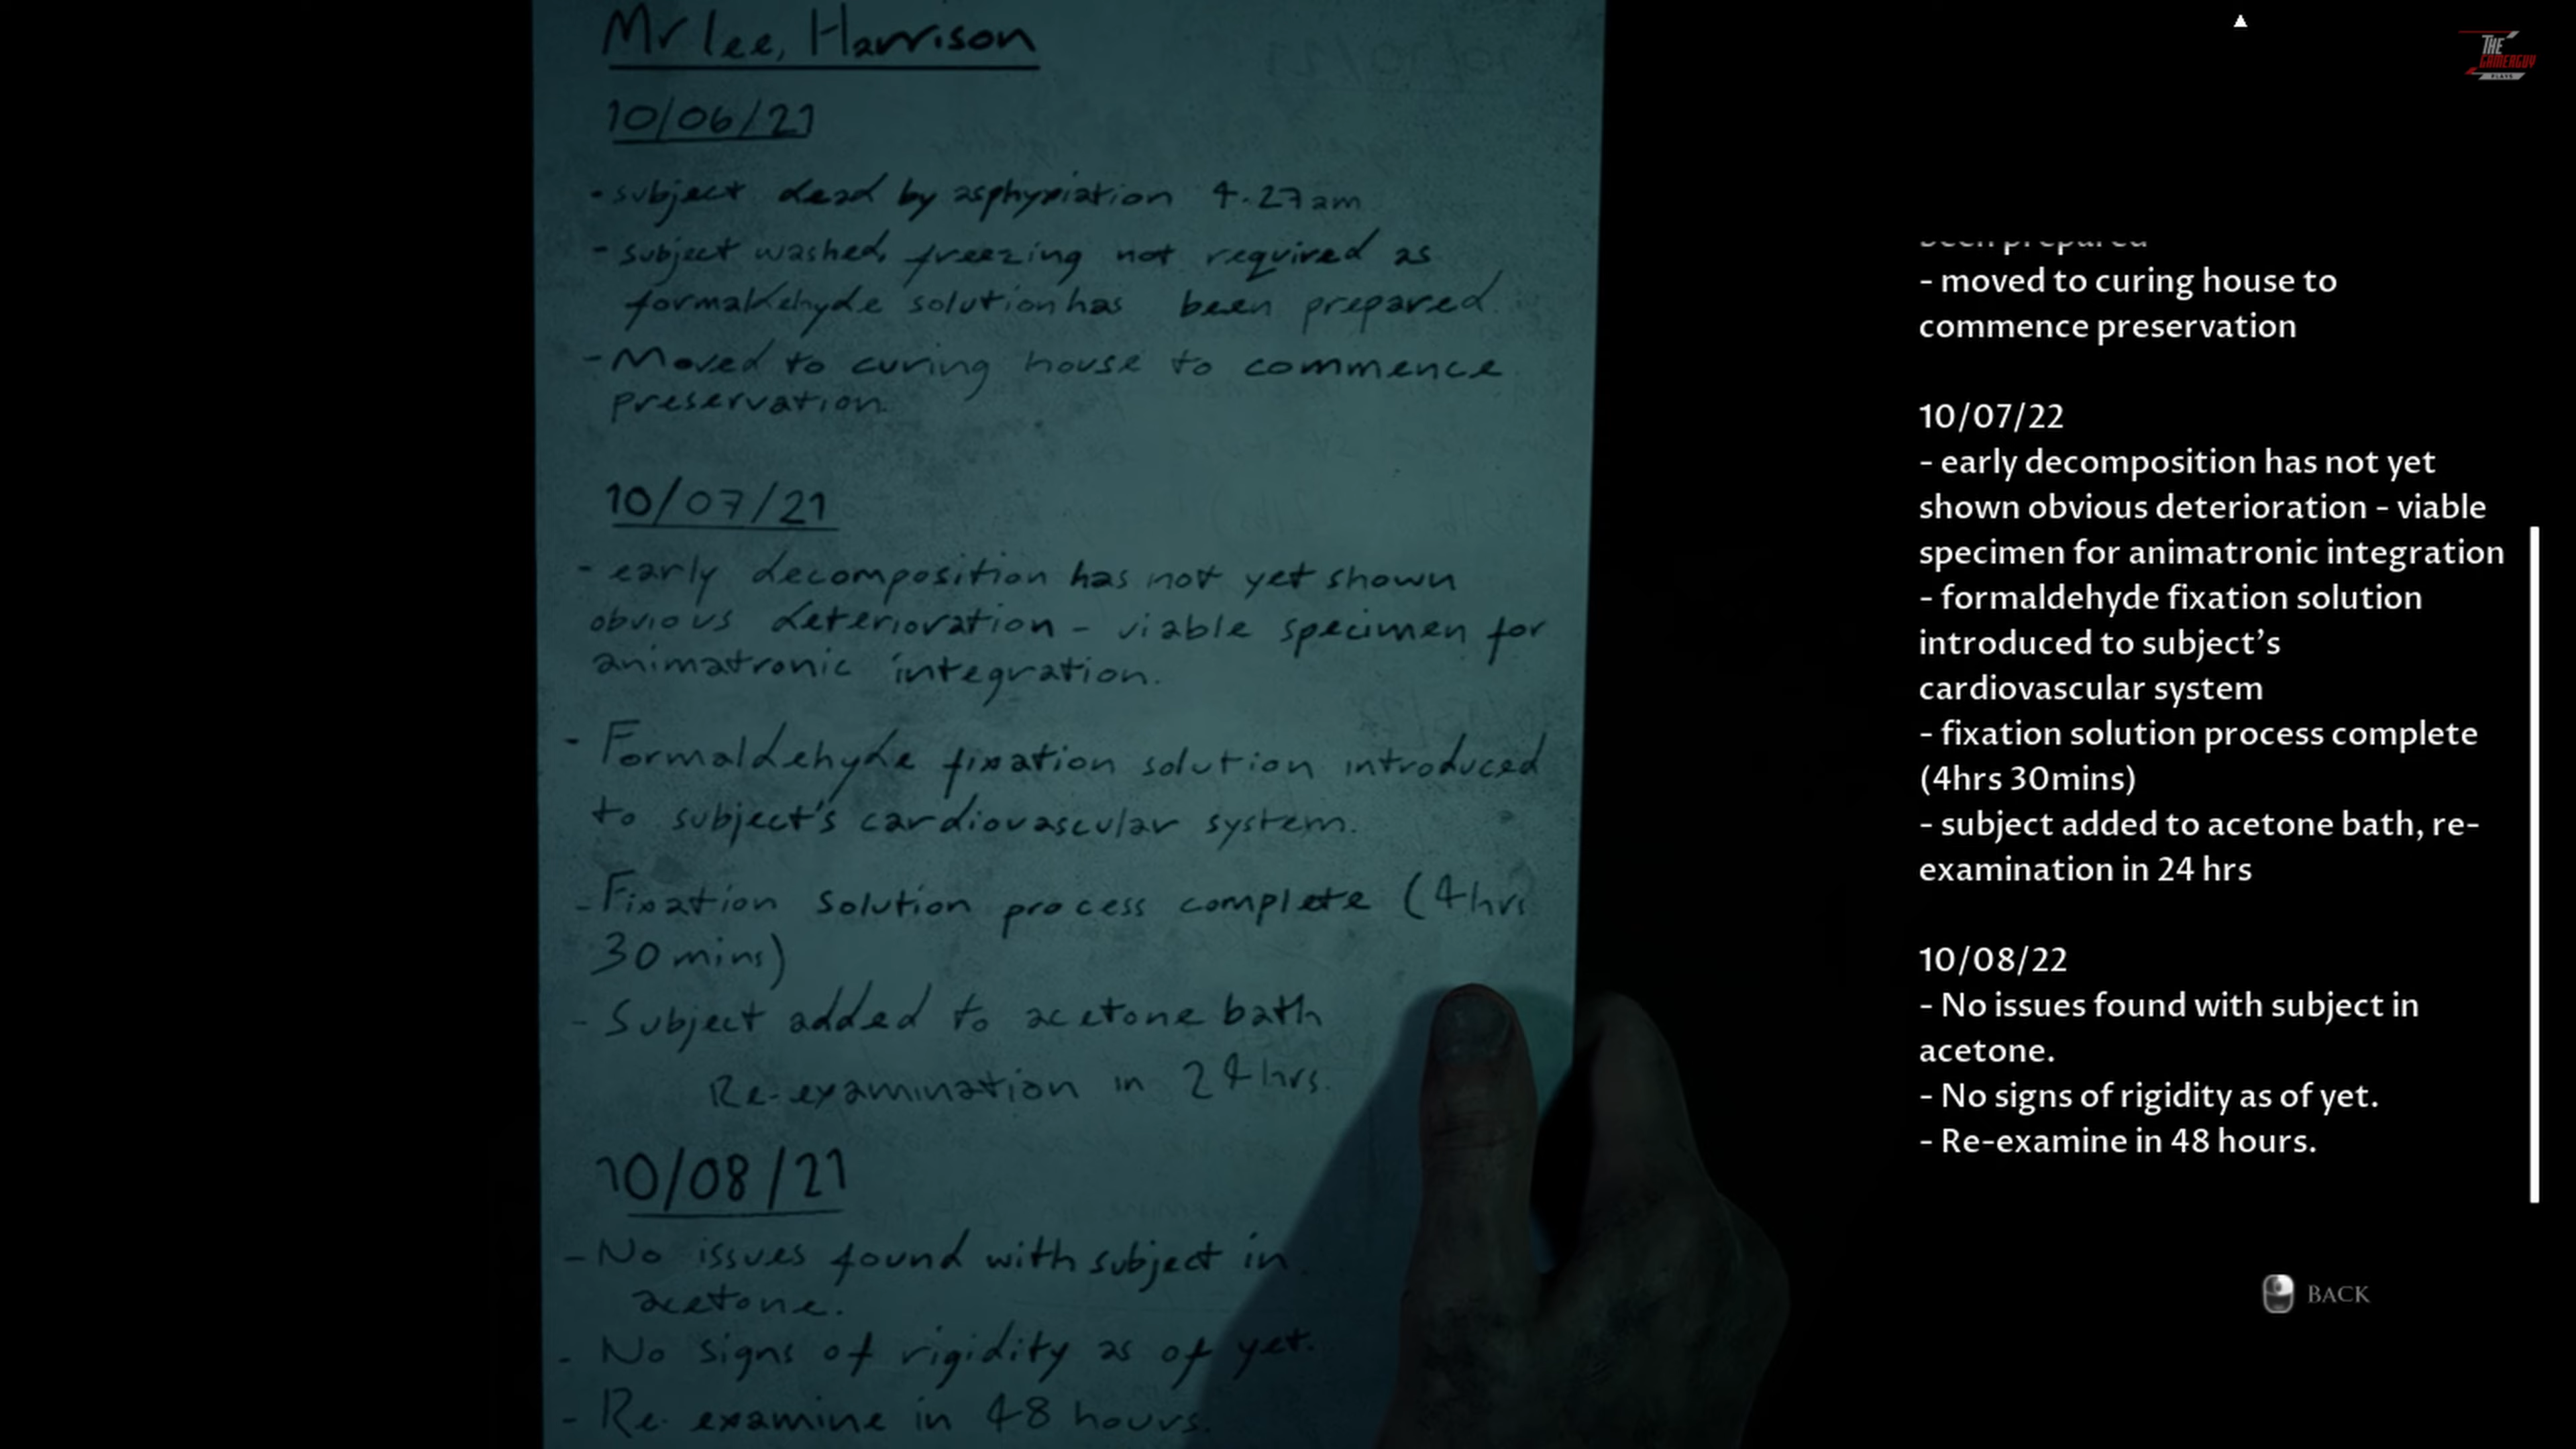 Mr lee, Harrison
10/06/21
- subject dead by asphyxiation 4.27am
- subject washed, freezing not required as
formaldehyde solution has been prepared.
- Moved to curing house to commence
preservation.
10/07/21
- early decomposition has not yet shown
obvious deterioration - viable specimen for
animatronic integration.
- Formaldehyde fixation solution introduced
to subject's cardiovascular system.
- Fixation solution process complete (4hrs
30mins)
- Subject added to acetone bath
Re-examination in 24hrs.
10/08/21
- No issues found with subject in
acetone.
- No signs of rigidity as of yet.
- Re-examine in 48 hours.
THE
GAMERGUY
PLAYS
been prepared
- moved to curing house to
commence preservation
10/07/22
- early decomposition has not yet
shown obvious deterioration - viable
specimen for animatronic integration
- formaldehyde fixation solution
introduced to subject's
cardiovascular system
- fixation solution process complete
(4hrs 30mins)
- subject added to acetone bath, re-
examination in 24 hrs
10/08/22
- No issues found with subject in
acetone.
- No signs of rigidity as of yet.
- Re-examine in 48 hours.
BACK